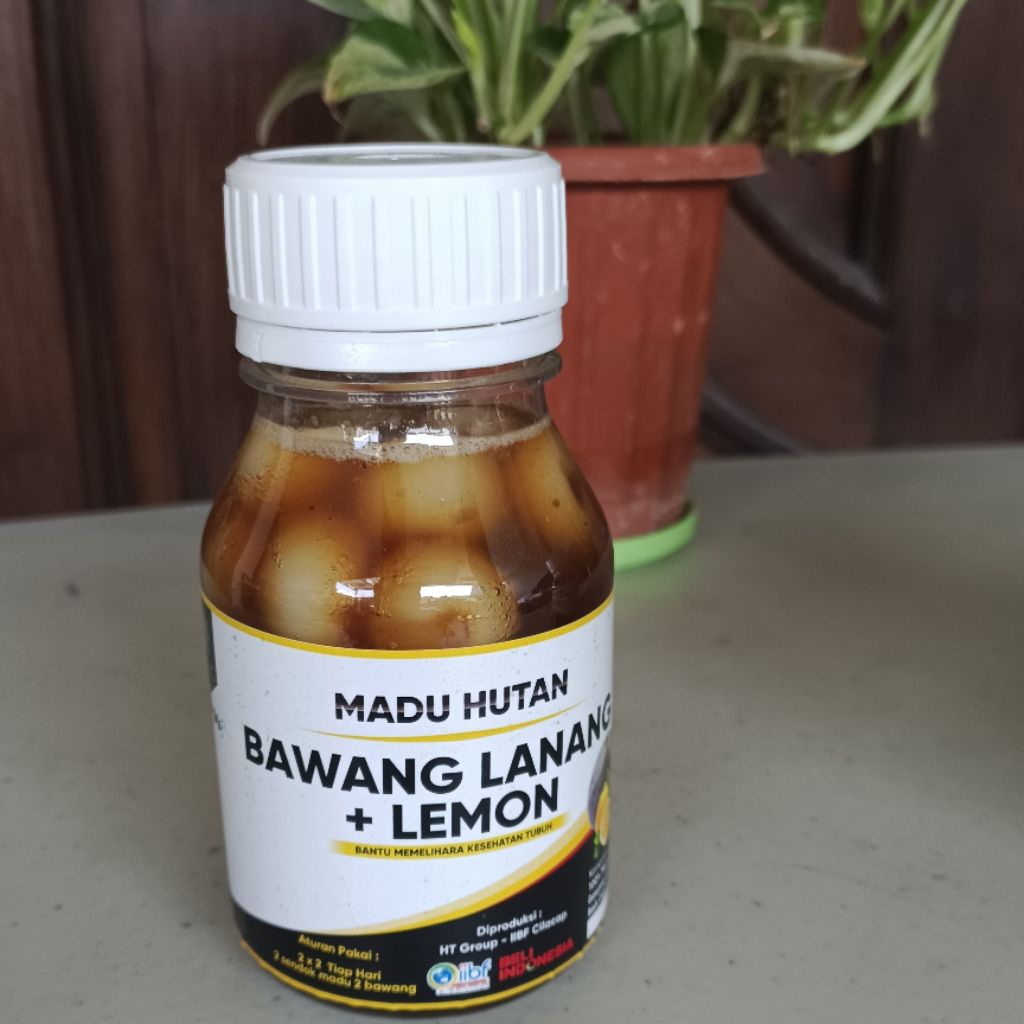 MADU HUTAN
BAWANG LANANG
+ LEMON
BANTU MEMELIHARA KESEHATAN TUBUH
Aturan Pakai :
2 x 2 Tiap Hari
2 sendok madu 2 bawang
Diproduksi :
HT Group - IIBF Cilacap
iibf
BELI
INDONESIA